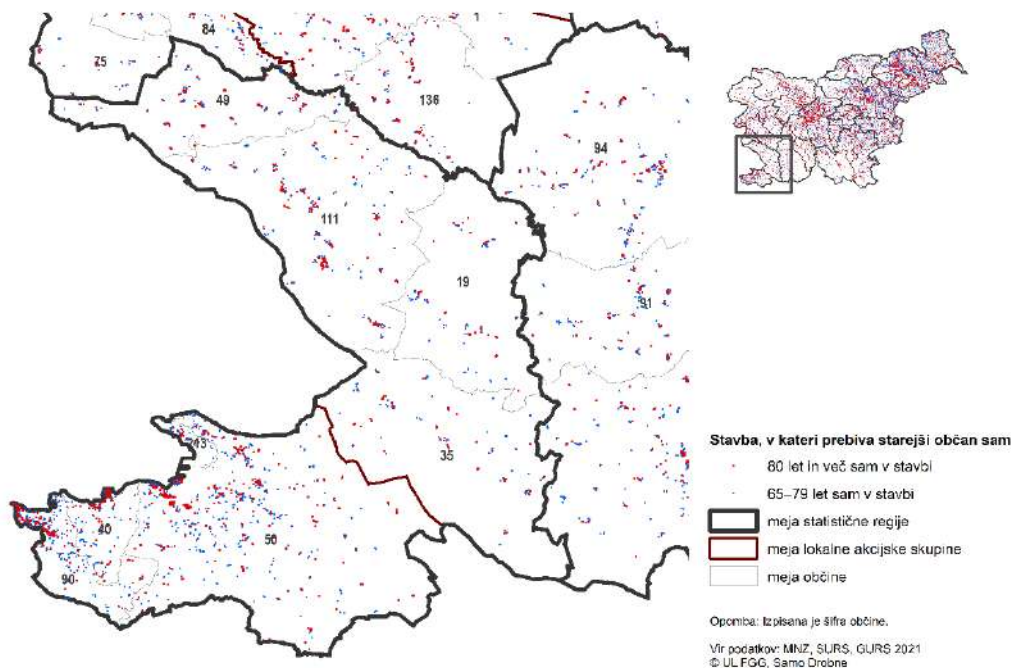 1
84
75
49
136
94
111
19
91
35
43
40
50
90
Stavba, v kateri prebiva starejši občan sam
80 let in več sam v stavbi
65–79 let sam v stavbi
meja statistične regije
meja lokalne akcijske skupine
meja občine
Opomba: Izpisana je šifra občine.
Vir podatkov: MNZ, SURS, GURS 2021
© UL FGG, Samo Drobne